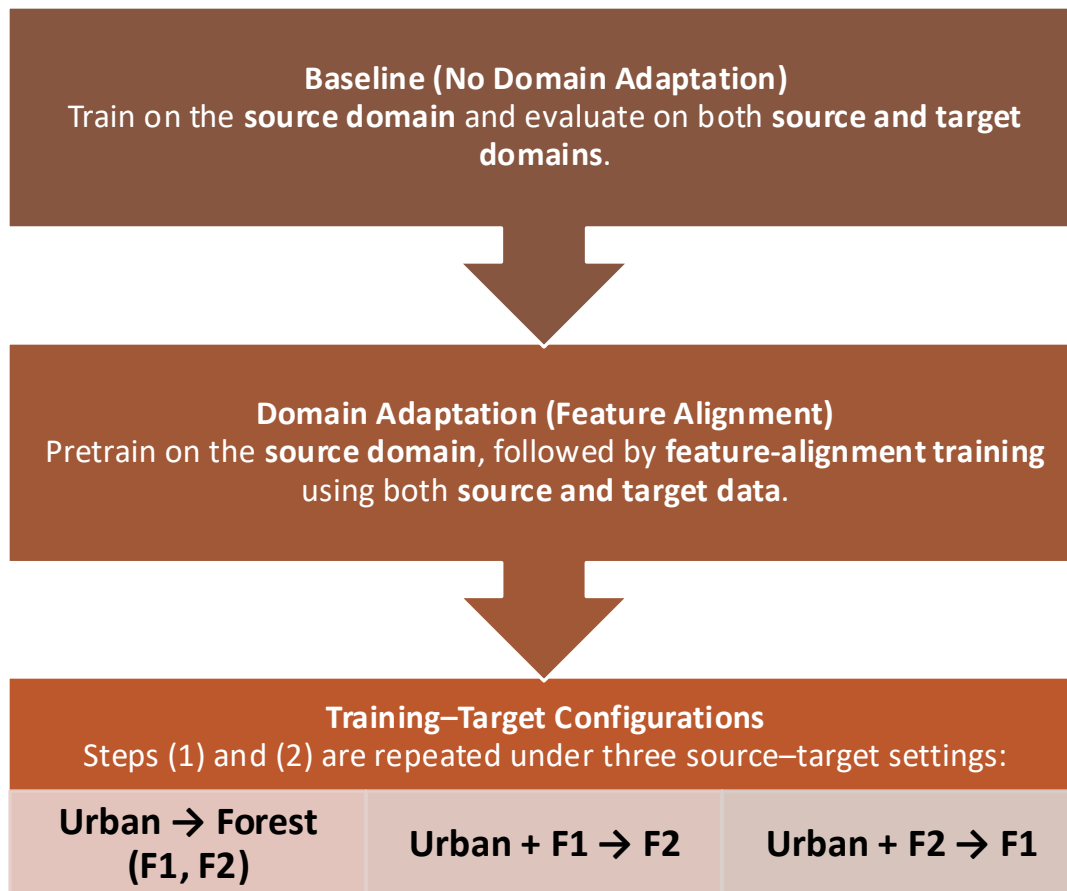 Baseline (No Domain Adaptation)
Train on the source domain and evaluate on both source and target
domains.
Domain Adaptation (Feature Alignment)
Pretrain on the source domain, followed by feature-alignment training
using both source and target data.
Training–Target Configurations
Steps (1) and (2) are repeated under three source–target settings:
Urban → Forest
(F1, F2)
Urban + F1 → F2
Urban + F2 → F1